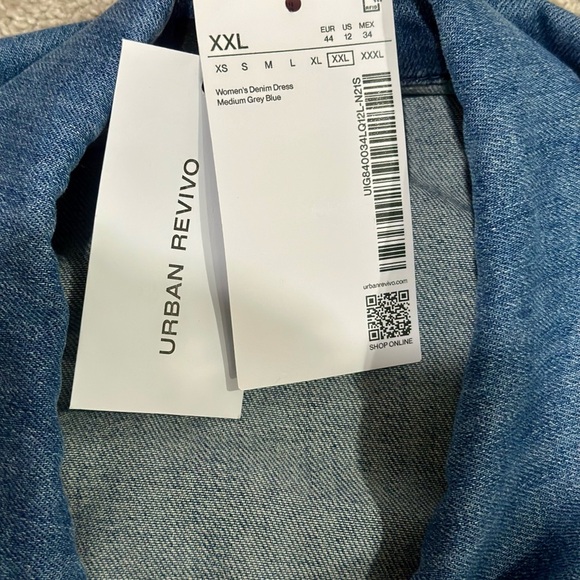 XXL
EUR US MEX
44 12 34
XS S M L XL XXL XXXL
Women's Denim Dress
Medium Grey Blue
UIG840034LQ12L-N21S
urbanrevivo.com
SHOP ONLINE
URBAN REVIVO